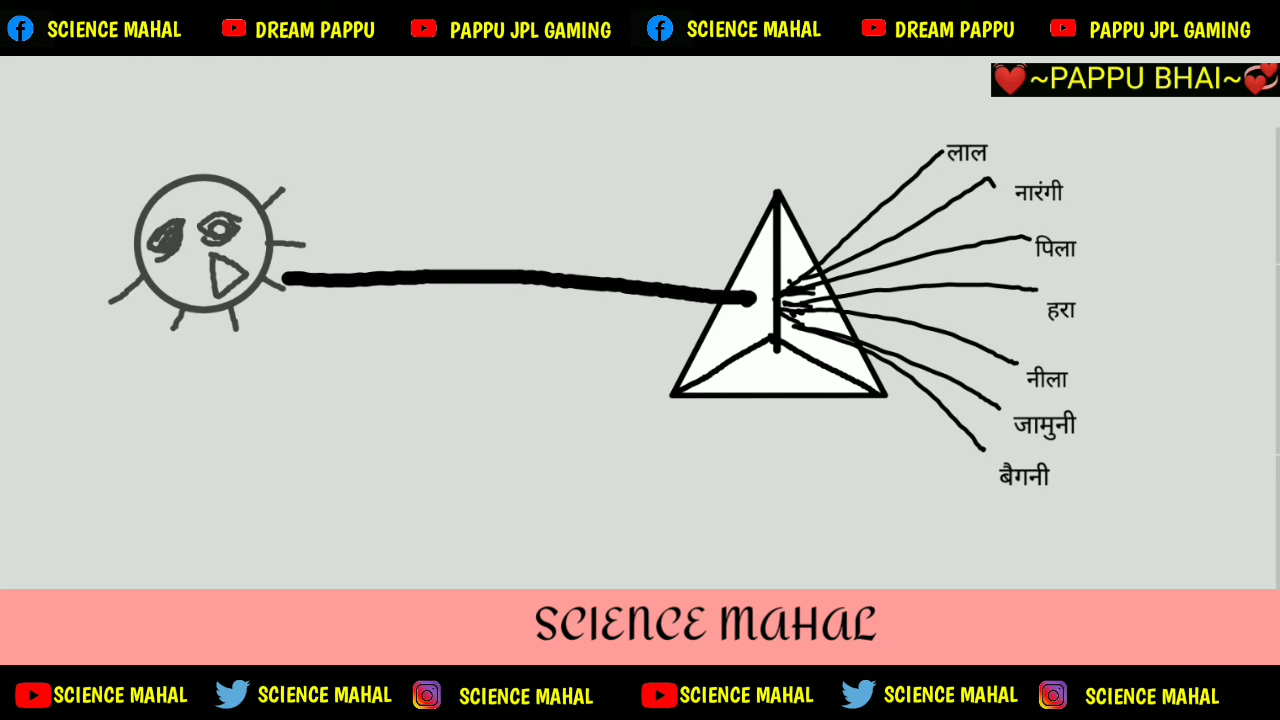 SCIENCE MAHAL DREAM PAPPU PAPPU JPL GAMING SCIENCE MAHAL DREAM PAPPU PAPPU JPL GAMING
~PAPPU BHAI~
लाल
नारंगी
पिला
हरा
नीला
जामुनी
बैगनी
SCIENCE MAHAL
SCIENCE MAHAL SCIENCE MAHAL SCIENCE MAHAL SCIENCE MAHAL SCIENCE MAHAL SCIENCE MAHAL